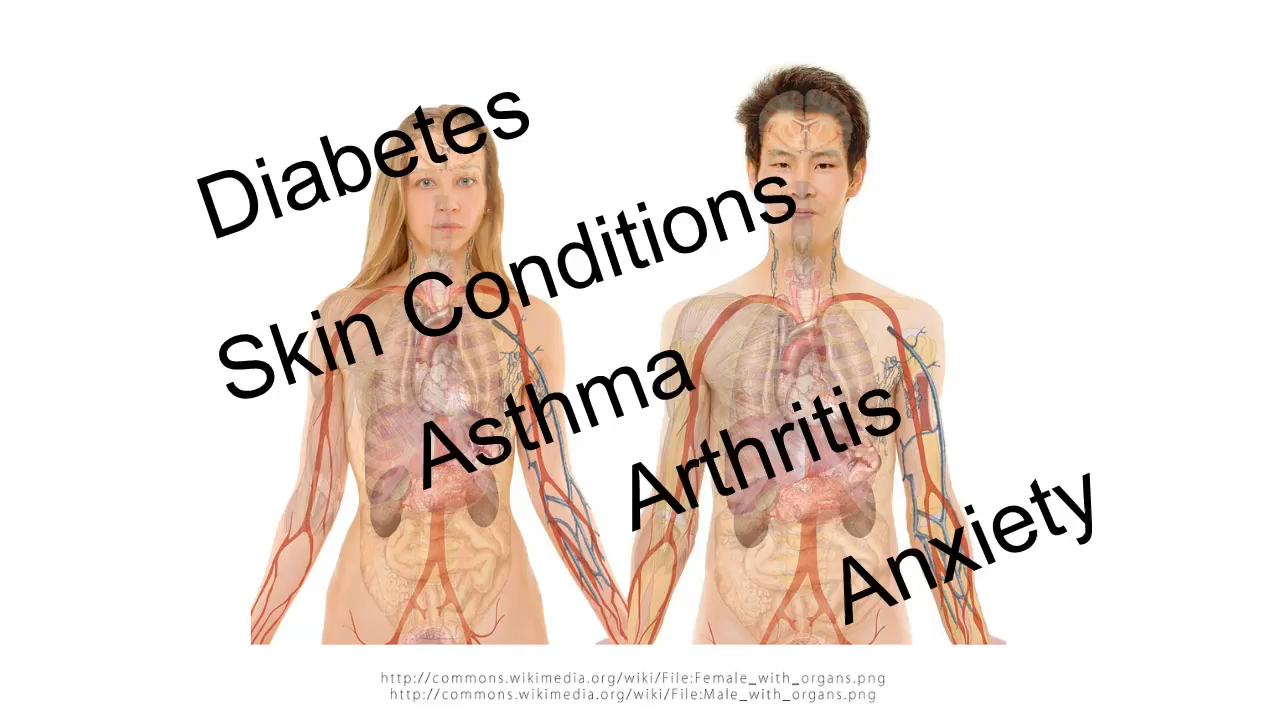 Diabetes
Skin Conditions
Asthma
Arthritis
Anxiety
http://commons.wikimedia.org/wiki/File:Female_with_organs.png
http://commons.wikimedia.org/wiki/File:Male_with_organs.png